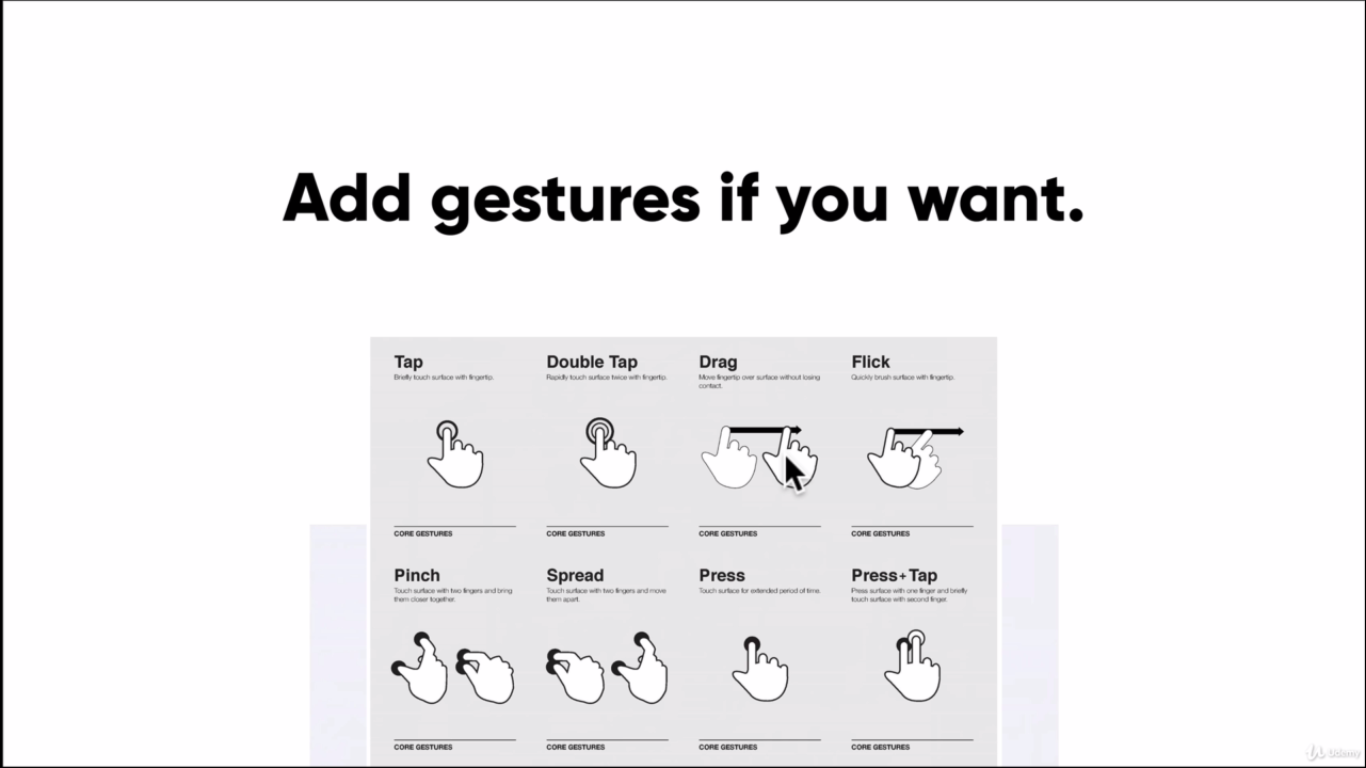 Add gestures if you want.
Tap
Briefly touch surface with fingertip.
Double Tap
Rapidly touch surface twice with fingertip.
Drag
Move fingertip over surface without losing
contact.
Flick
Quickly brush surface with fingertip.
CORE GESTURES
CORE GESTURES
CORE GESTURES
CORE GESTURES
Pinch
Touch surface with two fingers and bring
them closer together.
Spread
Touch surface with two fingers and move
them apart.
Press
Touch surface for extended period of time.
Press+Tap
Press surface with one finger and briefly
touch surface with second finger.
CORE GESTURES
CORE GESTURES
CORE GESTURES
CORE GESTURES
Udemy